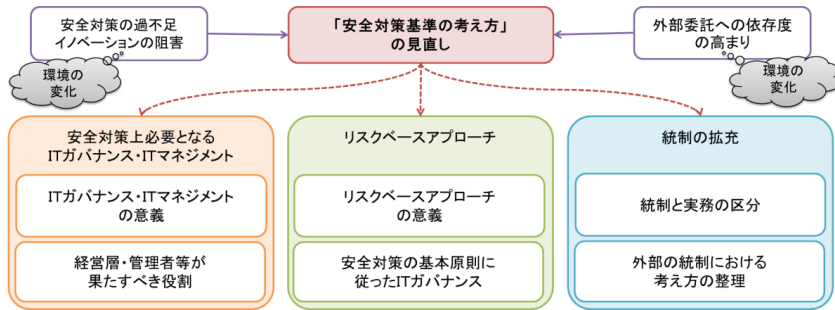 安全対策の過不足
イノベーションの阻害
環境の
変化
「安全対策基準の考え方」
の見直し
外部委託への依存度
の高まり
環境の
変化
安全対策上必要となる
ITガバナンス・ITマネジメント
ITガバナンス・ITマネジメント
の意義
経営層・管理者等が
果たすべき役割
リスクベースアプローチ
リスクベースアプローチ
の意義
安全対策の基本原則に
従ったITガバナンス
統制の拡充
統制と実務の区分
外部の統制における
考え方の整理